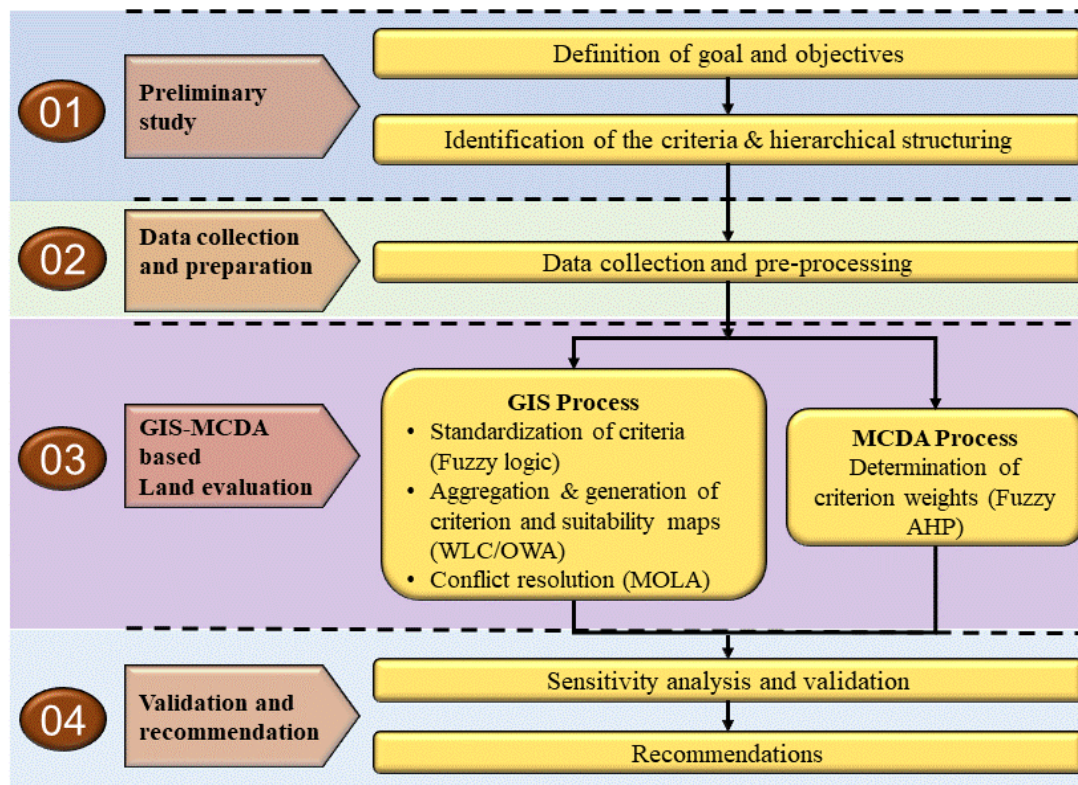 01
Preliminary
study
Definition of goal and objectives
Identification of the criteria & hierarchical structuring
02
Data collection
and preparation
Data collection and pre-processing
03
GIS-MCDA
based
Land evaluation
GIS Process
• Standardization of criteria
(Fuzzy logic)
• Aggregation & generation of
criterion and suitability maps
(WLC/OWA)
• Conflict resolution (MOLA)
MCDA Process
Determination of
criterion weights (Fuzzy
AHP)
04
Validation and
recommendation
Sensitivity analysis and validation
Recommendations